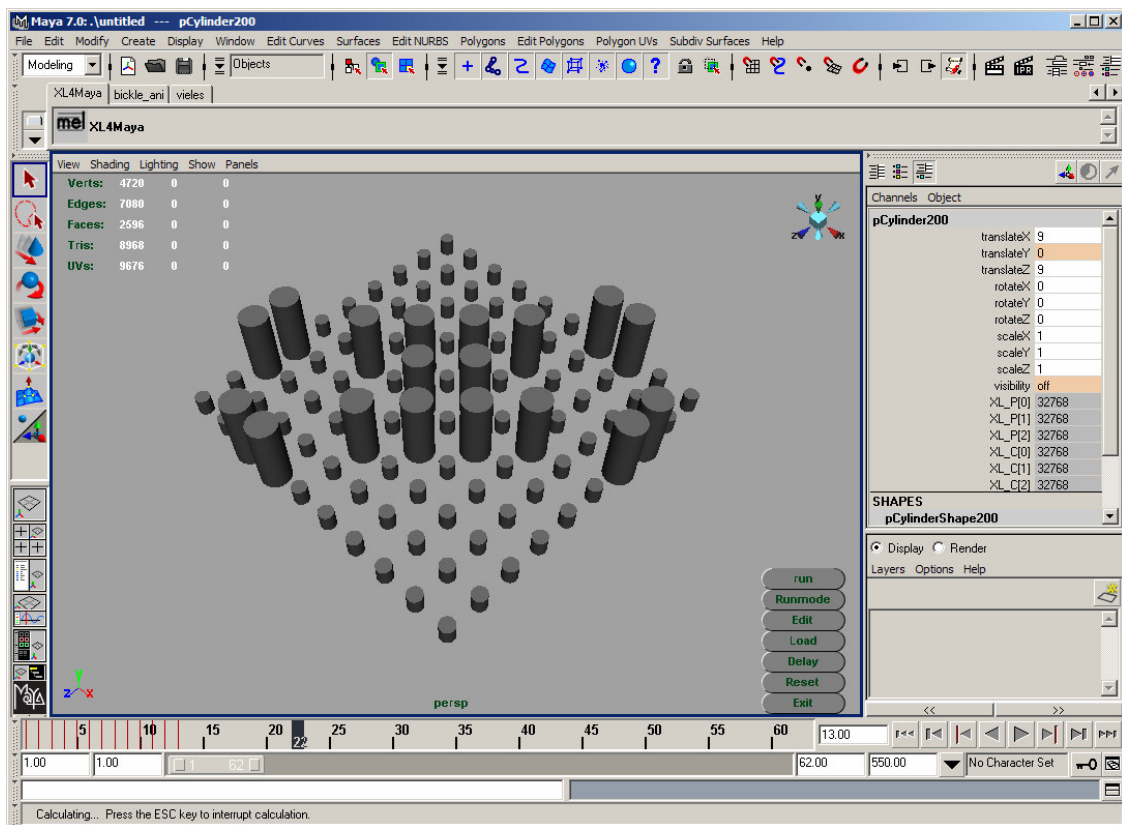 Maya 7.0: .\untitled --- pCylinder200
File Edit Modify Create Display Window Edit Curves Surfaces Edit NURBS Polygons Edit Polygons Polygon UVs Subdiv Surfaces Help
Modeling Objects
XL4Maya bickle_ani vieles
mel XL4Maya
View Shading Lighting Show Panels
Verts: 4720 0 0
Edges: 7080 0 0
Faces: 2596 0 0
Tris: 8968 0 0
UVs: 9676 0 0
y
z x
run
Runmode
Edit
Load
Delay
Reset
Exit
y
z x
persp
Channels Object
pCylinder200
translateX 9
translateY 0
translateZ 9
rotateX 0
rotateY 0
rotateZ 0
scaleX 1
scaleY 1
scaleZ 1
visibility off
XL_P[0] 32768
XL_P[1] 32768
XL_P[2] 32768
XL_C[0] 32768
XL_C[1] 32768
XL_C[2] 32768
SHAPES
pCylinderShape200
Display Render
Layers Options Help
<< >>
MAYA
5 10 15 20 25 30 35 40 45 50 55 60
22
13.00
1.00 1.00 1 62 62.00 550.00 No Character Set
Calculating... Press the ESC key to interrupt calculation.